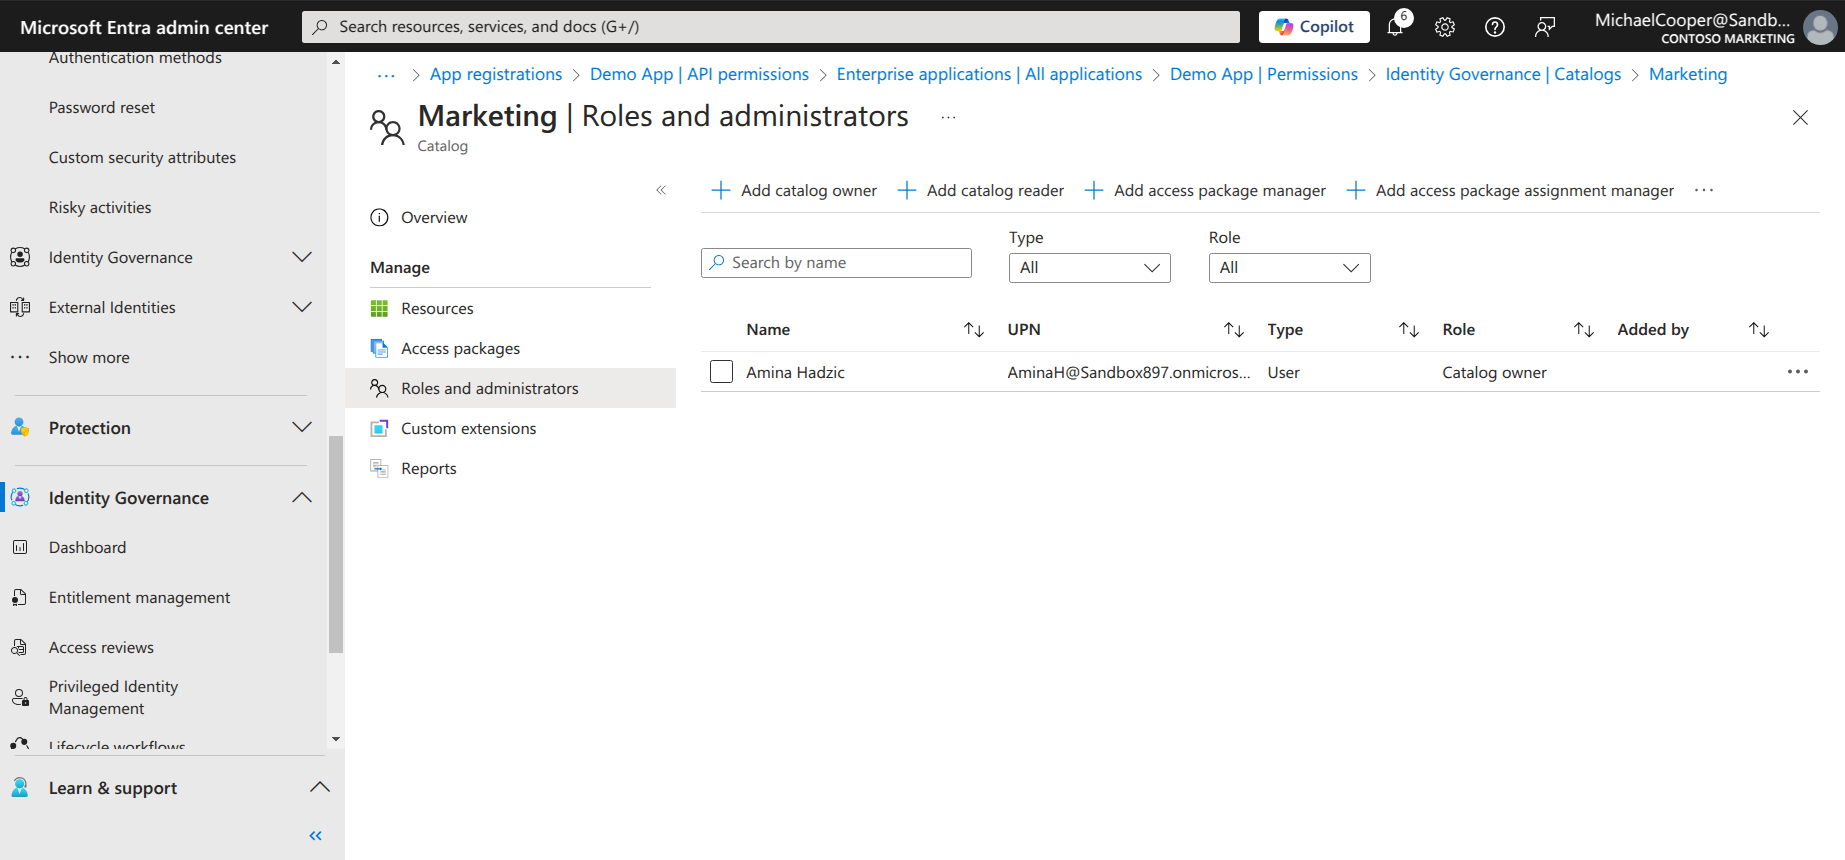 Microsoft Entra admin center
Search resources, services, and docs (G+/)
Copilot
6
MichaelCooper@Sandb...
CONTOSO MARKETING
Authentication methods
Password reset
Custom security attributes
Risky activities
Identity Governance
External Identities
Show more
Protection
Identity Governance
Dashboard
Entitlement management
Access reviews
Privileged Identity
Management
Lifecycle workflows
Learn & support
... > App registrations > Demo App | API permissions > Enterprise applications | All applications > Demo App | Permissions > Identity Governance | Catalogs > Marketing
Marketing | Roles and administrators ...
Catalog
Overview
Manage
Resources
Access packages
Roles and administrators
Custom extensions
Reports
Add catalog owner Add catalog reader Add access package manager Add access package assignment manager ...
Type Role
Search by name All All
Name UPN Type Role Added by
Amina Hadzic AminaH@Sandbox897.onmicros... User Catalog owner ...